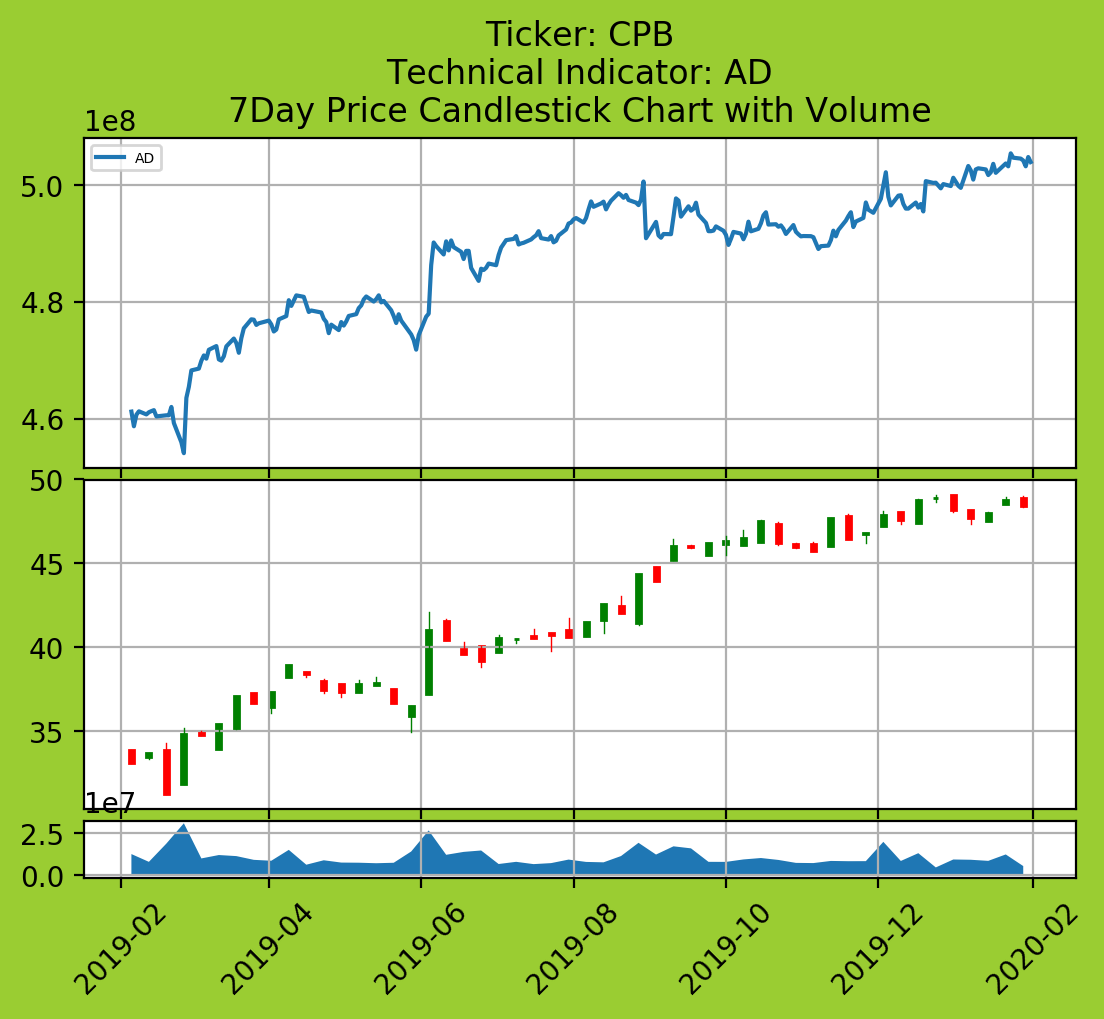 Ticker: CPB
Technical Indicator: AD
7Day Price Candlestick Chart with Volume
1e8
AD
5.0
4.8
4.6
50
45
40
35
1e7
2.5
0.0
2019-02
2019-04
2019-06
2019-08
2019-10
2019-12
2020-02